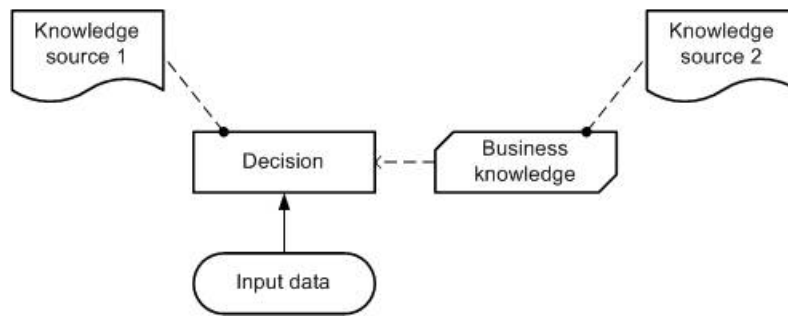 Knowledge
source 1
Knowledge
source 2
Decision
Business
knowledge
Input data